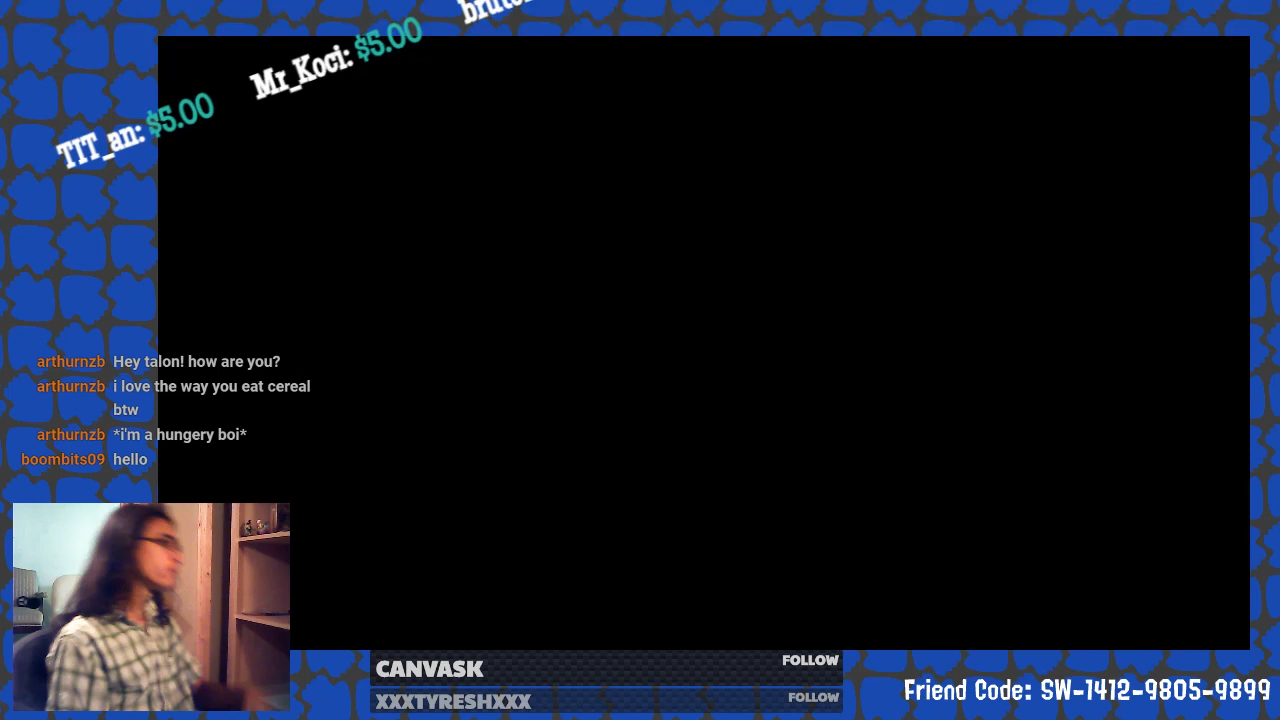 TIT_an: $5.00
Mr_Koci: $5.00
arthurnzb Hey talon! how are you?
arthurnzb i love the way you eat cereal
btw
arthurnzb *i'm a hungery boi*
boombits09 hello
CANVASK FOLLOW
XXXTYRESHXXX FOLLOW
Friend Code: SW-1412-9805-9899